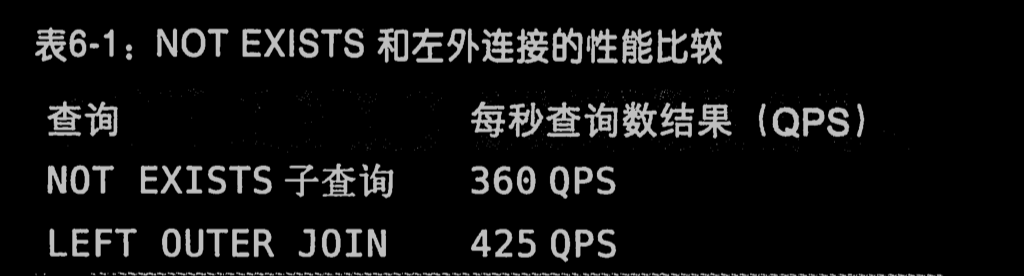 表6-1：NOT EXISTS 和左外连接的性能比较
查询 每秒查询数结果（QPS）
NOT EXISTS 子查询 360 QPS
LEFT OUTER JOIN 425 QPS